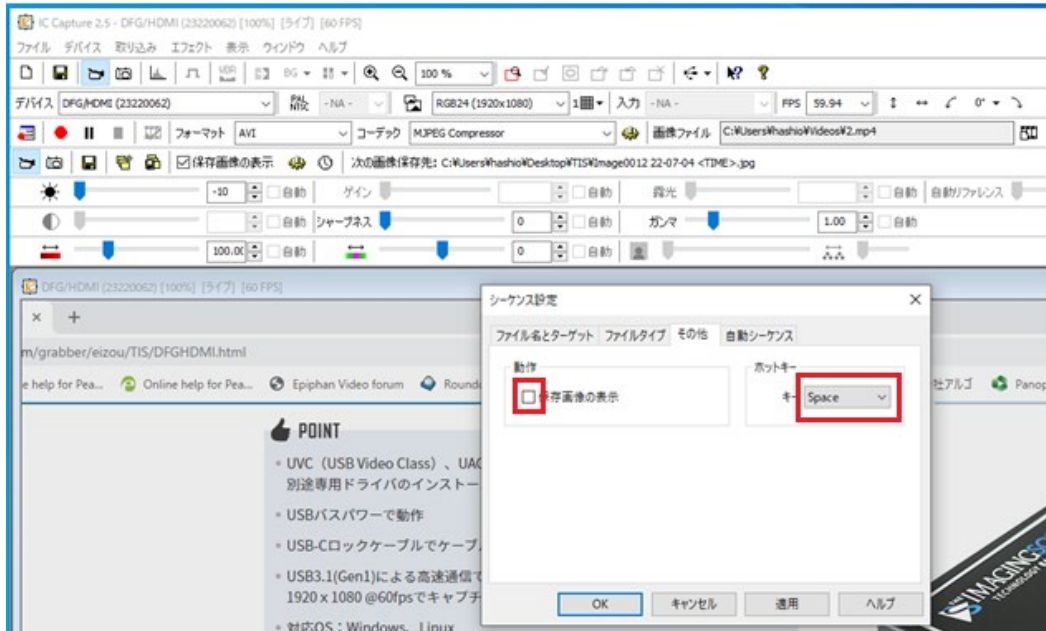 IC Capture 2.5 - DFG/HDMI (23220062) [100%] [ライブ] [60 FPS]
ファイル デバイス 取り込み エフェクト 表示 ウィンドウ ヘルプ
100 %
デバイス DFG/HDMI (23220062) PAL NTSC - NA - RGB24 (1920x1080) 1 入力 - NA - FPS 59.94 0°
フォーマット AVI コーデック MJPEG Compressor 画像ファイル C:¥Users¥hashio¥Videos¥2.mp4
保存画像の表示 次の画像保存先: C:¥Users¥hashio¥Desktop¥TIS¥Image0012 22-07-04 <TIME>.jpg
-10 自動 ゲイン 自動 露光 自動 自動リファレンス
自動 シャープネス 0 自動 ガンマ 1.00 自動
100.00 自動 0 自動
DFG/HDMI (23220062) [100%] [ライブ] [60 FPS]
m/grabber/eizou/TIS/DFGHDMI.html
e help for Pea... Online help for Pea... Epiphan Video forum Rounde 社アルゴ Panop
シーケンス設定
ファイル名とターゲット ファイルタイプ その他 自動シーケンス
動作
保存画像の表示
ホットキー
キー Space
OK キャンセル 適用 ヘルプ
POINT
UVC（USB Video Class）、UAC
別途専用ドライバのインストー
USBバスパワーで動作
USB-Cロックケーブルでケーブ
USB3.1(Gen1)による高速通信で
1920 x 1080 @60fpsでキャプチ
対応OS：Windows、Linux
THE IMAGINGSO
TECHNOLOGY